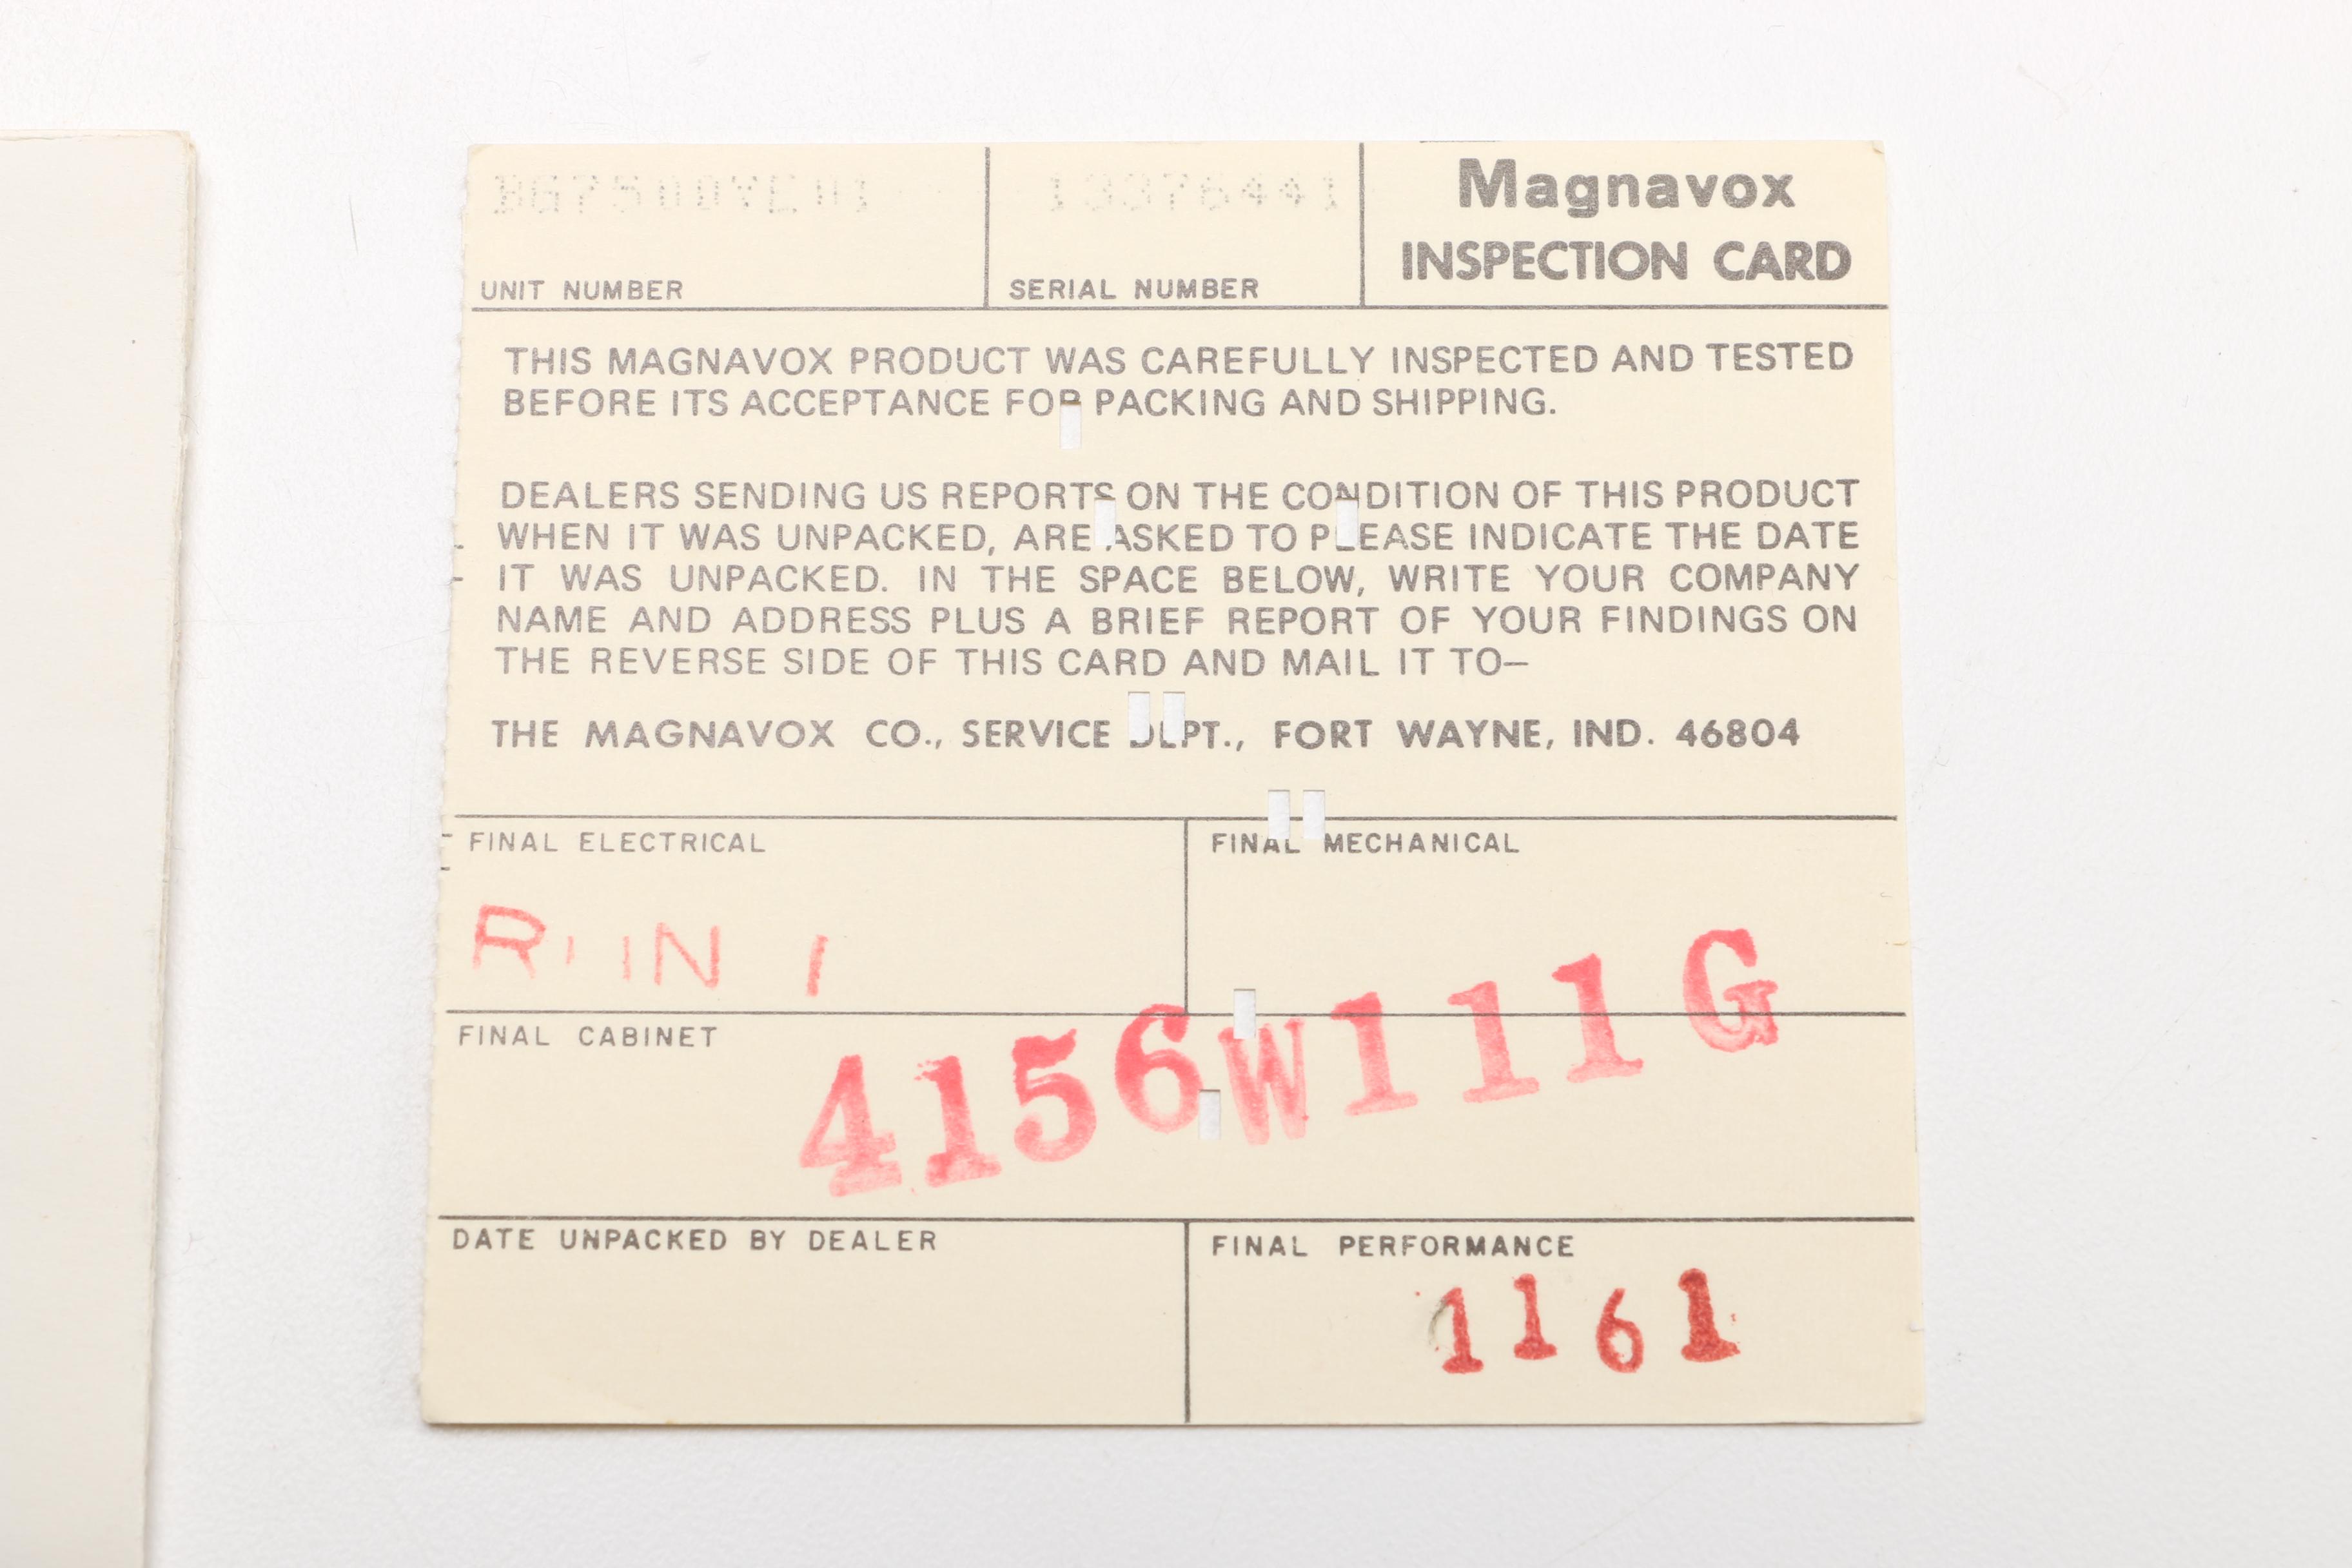 Magnavox
INSPECTION CARD
UNIT NUMBER
13376441
SERIAL NUMBER
THIS MAGNAVOX PRODUCT WAS CAREFULLY INSPECTED AND TESTED
BEFORE ITS ACCEPTANCE FOR PACKING AND SHIPPING.
DEALERS SENDING US REPORTS ON THE CONDITION OF THIS PRODUCT
WHEN IT WAS UNPACKED, ARE ASKED TO PLEASE INDICATE THE DATE
IT WAS UNPACKED. IN THE SPACE BELOW, WRITE YOUR COMPANY
NAME AND ADDRESS PLUS A BRIEF REPORT OF YOUR FINDINGS ON
THE REVERSE SIDE OF THIS CARD AND MAIL IT TO—
THE MAGNAVOX CO., SERVICE DEPT., FORT WAYNE, IND. 46804
FINAL ELECTRICAL
FINAL MECHANICAL
FINAL CABINET
4156W111G
DATE UNPACKED BY DEALER
FINAL PERFORMANCE
1161